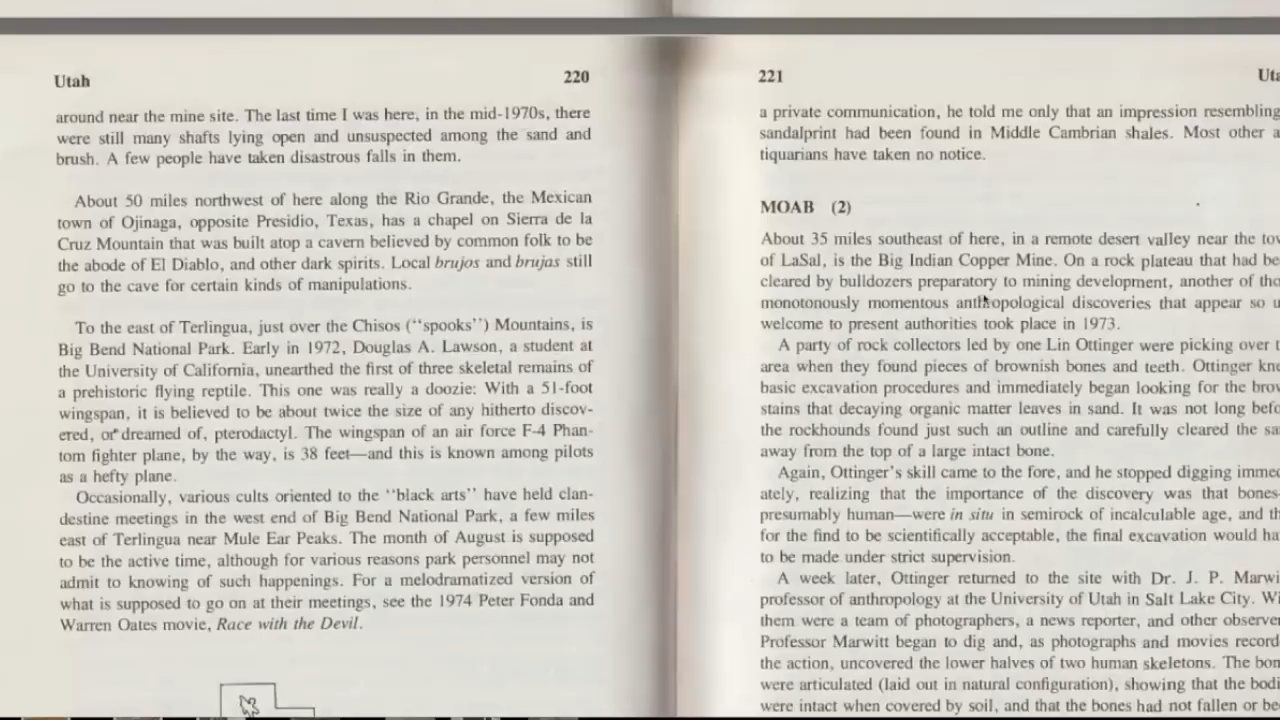 Utah 220
around near the mine site. The last time I was here, in the mid-1970s, there
were still many shafts lying open and unsuspected among the sand and
brush. A few people have taken disastrous falls in them.
About 50 miles northwest of here along the Rio Grande, the Mexican
town of Ojinaga, opposite Presidio, Texas, has a chapel on Sierra de la
Cruz Mountain that was built atop a cavern believed by common folk to be
the abode of El Diablo, and other dark spirits. Local brujos and brujas still
go to the cave for certain kinds of manipulations.
To the east of Terlingua, just over the Chisos (“spooks”) Mountains, is
Big Bend National Park. Early in 1972, Douglas A. Lawson, a student at
the University of California, unearthed the first of three skeletal remains of
a prehistoric flying reptile. This one was really a doozie: With a 51-foot
wingspan, it is believed to be about twice the size of any hitherto discov-
ered, or dreamed of, pterodactyl. The wingspan of an air force F-4 Phan-
tom fighter plane, by the way, is 38 feet—and this is known among pilots
as a hefty plane.
Occasionally, various cults oriented to the “black arts” have held clan-
destine meetings in the west end of Big Bend National Park, a few miles
east of Terlingua near Mule Ear Peaks. The month of August is supposed
to be the active time, although for various reasons park personnel may not
admit to knowing of such happenings. For a melodramatized version of
what is supposed to go on at their meetings, see the 1974 Peter Fonda and
Warren Oates movie, Race with the Devil.
221
a private communication, he told me only that an impression resembling
sandalprint had been found in Middle Cambrian shales. Most other a
tiquarians have taken no notice.
MOAB (2)
About 35 miles southeast of here, in a remote desert valley near the
of LaSal, is the Big Indian Copper Mine. On a rock plateau that had
cleared by bulldozers preparatory to mining development, another of
monotonously momentous anthropological discoveries that appear so
welcome to present authorities took place in 1973.
A party of rock collectors led by one Lin Ottinger were picking over
area when they found pieces of brownish bones and teeth. Ottinger
basic excavation procedures and immediately began looking for the
stains that decaying organic matter leaves in sand. It was not long
the rockhounds found just such an outline and carefully cleared the
away from the top of a large intact bone.
Again, Ottinger’s skill came to the fore, and he stopped digging immed
ately, realizing that the importance of the discovery was that bones
presumably human—were in situ in semirock of incalculable age, and
for the find to be scientifically acceptable, the final excavation would
to be made under strict supervision.
A week later, Ottinger returned to the site with Dr. J. P. Marwi
professor of anthropology at the University of Utah in Salt Lake City.
them were a team of photographers, a news reporter, and other observe
Professor Marwitt began to dig and, as photographs and movies record
the action, uncovered the lower halves of two human skeletons. The
were articulated (laid out in natural configuration), showing that the
were intact when covered by soil, and that the bones had not fallen or